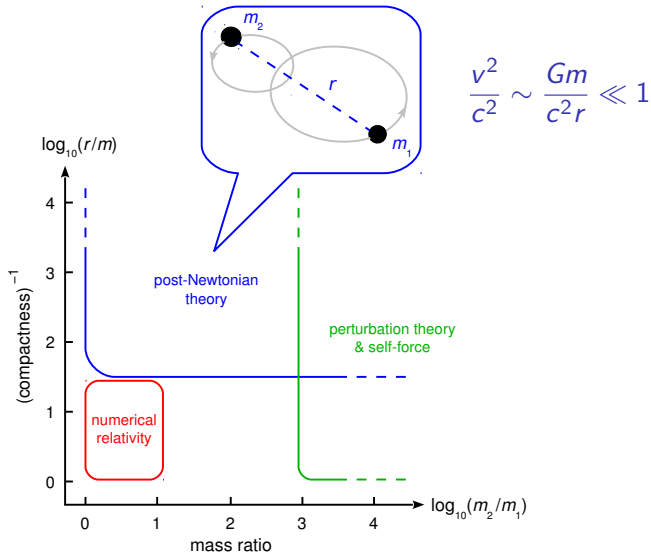 m₂
r
m₁
v²/c² ∼ Gm/c²r ≪ 1
log₁₀(r/m)
(compactness)⁻¹
4
3
2
1
0
post-Newtonian
theory
perturbation theory
& self-force
numerical
relativity
0 1 2 3 4
log₁₀(m₂/m₁)
mass ratio